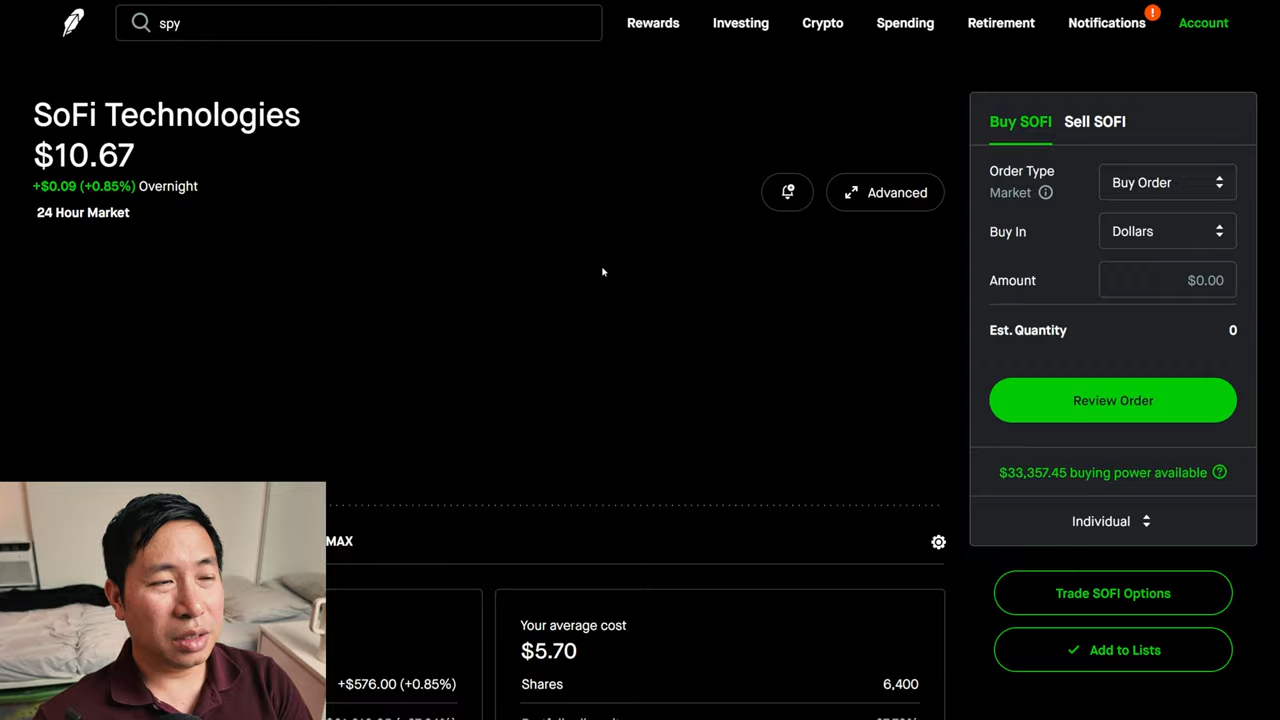 spy
Rewards
Investing
Crypto
Spending
Retirement
Notifications
!
Account
SoFi Technologies
$10.67
+$0.09 (+0.85%) Overnight
24 Hour Market
Advanced
Buy SOFI
Sell SOFI
Order Type
Market
Buy Order
Buy In
Dollars
Amount
$0.00
Est. Quantity
0
Review Order
$33,357.45 buying power available
Individual
MAX
Trade SOFI Options
Add to Lists
+$576.00 (+0.85%)
Your average cost
$5.70
Shares
6,400